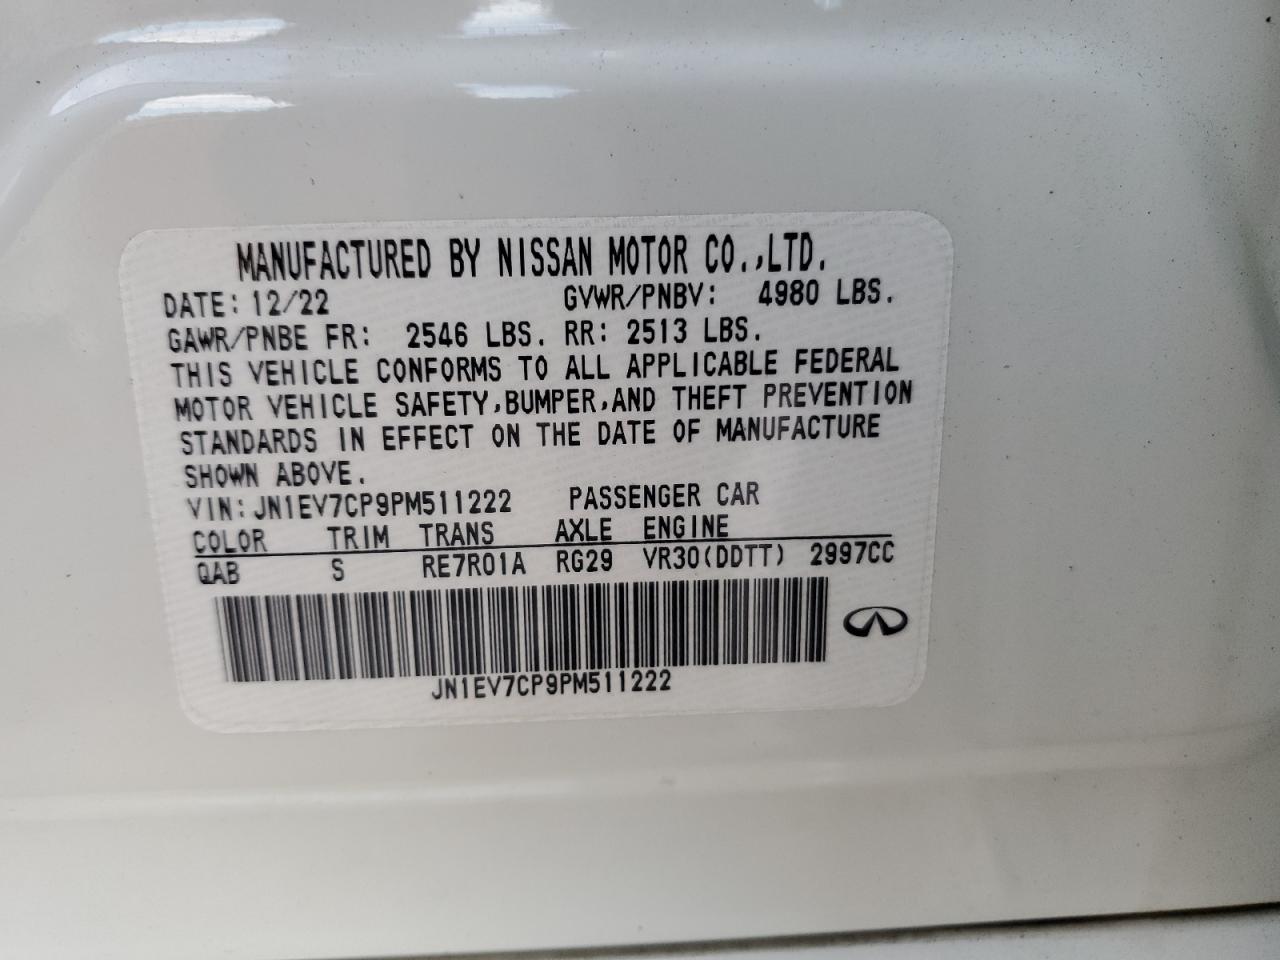 MANUFACTURED BY NISSAN MOTOR CO.,LTD.
DATE: 12/22 GVWR/PNBV: 4980 LBS.
GAWR/PNBE FR: 2546 LBS. RR: 2513 LBS.
THIS VEHICLE CONFORMS TO ALL APPLICABLE FEDERAL
MOTOR VEHICLE SAFETY,BUMPER,AND THEFT PREVENTION
STANDARDS IN EFFECT ON THE DATE OF MANUFACTURE
SHOWN ABOVE.
VIN:JN1EV7CP9PM511222 PASSENGER CAR
COLOR TRIM TRANS AXLE ENGINE
QAB S RE7R01A RG29 VR30(DDTT) 2997CC
JN1EV7CP9PM511222